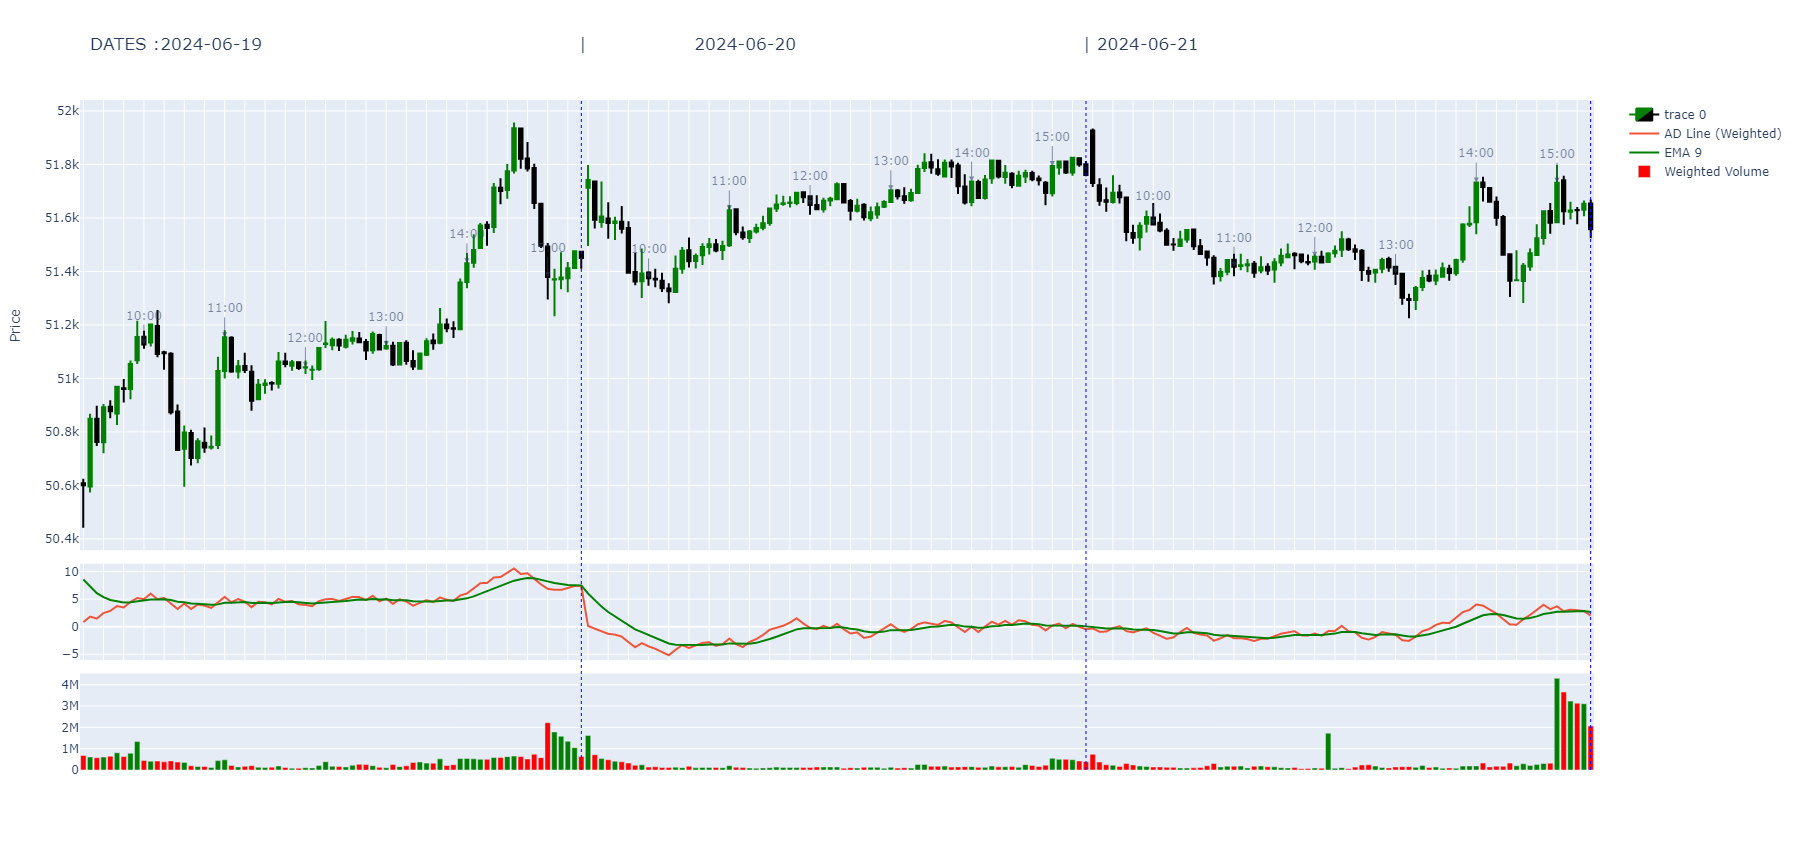 DATES :2024-06-19 | 2024-06-20 | 2024-06-21
52k
51.8k
51.6k
51.4k
51.2k
51k
50.8k
50.6k
50.4k
Price
10:00
11:00
12:00
13:00
14:00
15:00
10:00
11:00
12:00
13:00
14:00
15:00
10:00
11:00
12:00
13:00
14:00
15:00
10
5
0
−5
4M
3M
2M
1M
0
trace 0
AD Line (Weighted)
EMA 9
Weighted Volume